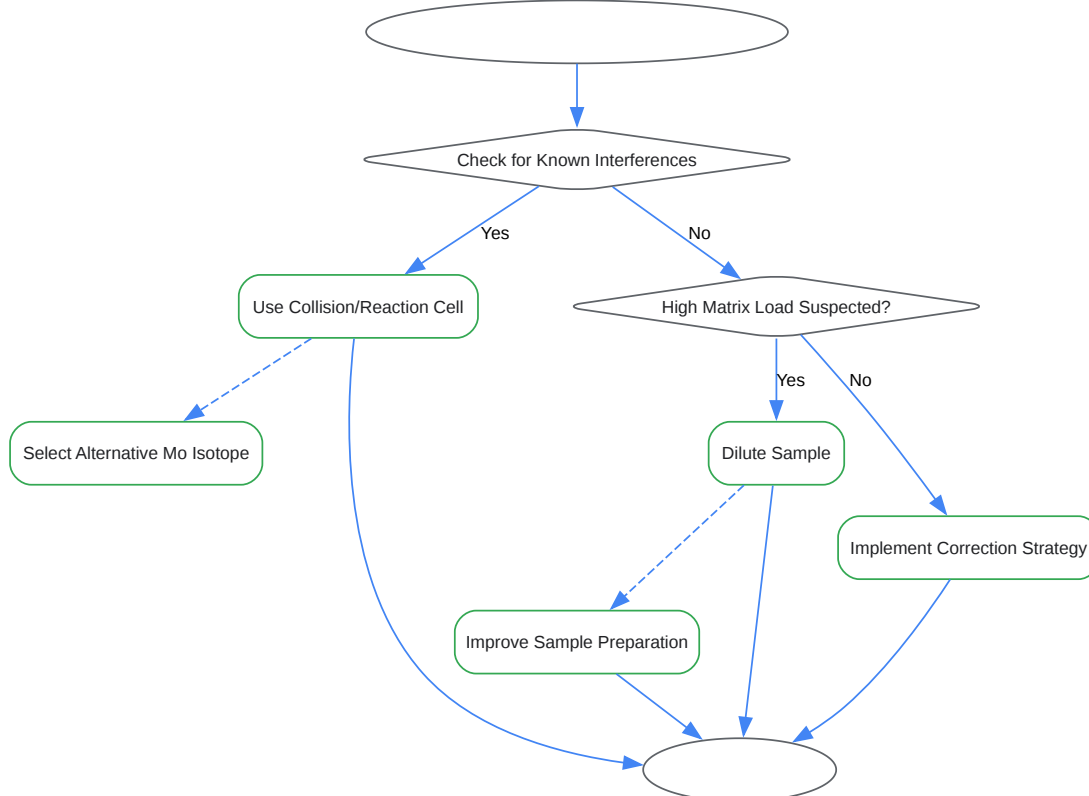 Check for Known Interferences
Yes
No
Use Collision/Reaction Cell
High Matrix Load Suspected?
Yes
No
Select Alternative Mo Isotope
Dilute Sample
Implement Correction Strategy
Improve Sample Preparation